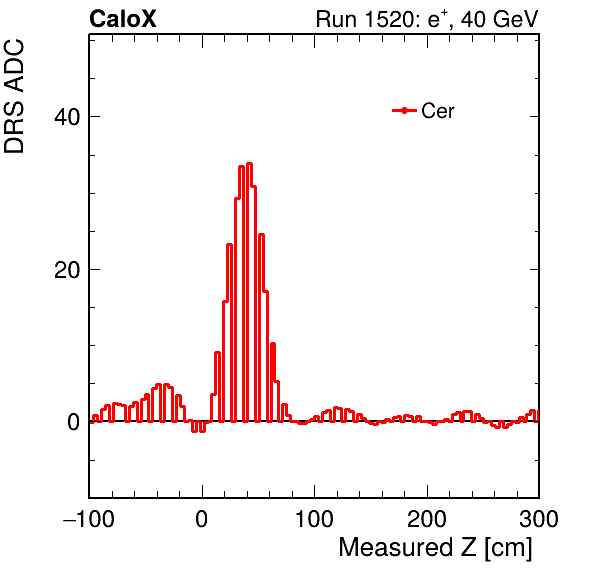 CaloX Run 1520: e⁺, 40 GeV
DRS ADC
Cer
40
20
0
−100 0 100 200 300
Measured Z [cm]